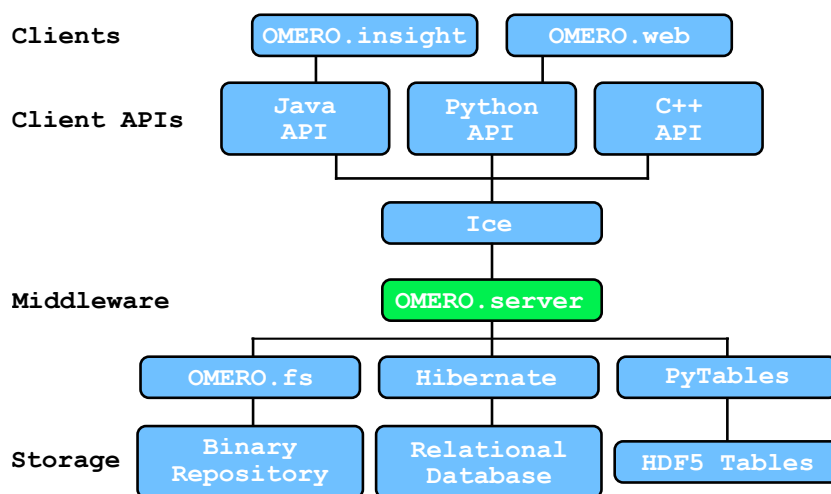 Clients
OMERO.insight
OMERO.web
Client APIs
Java
API
Python
API
C++
API
Ice
Middleware
OMERO.server
OMERO.fs
Hibernate
PyTables
Storage
Binary
Repository
Relational
Database
HDF5 Tables